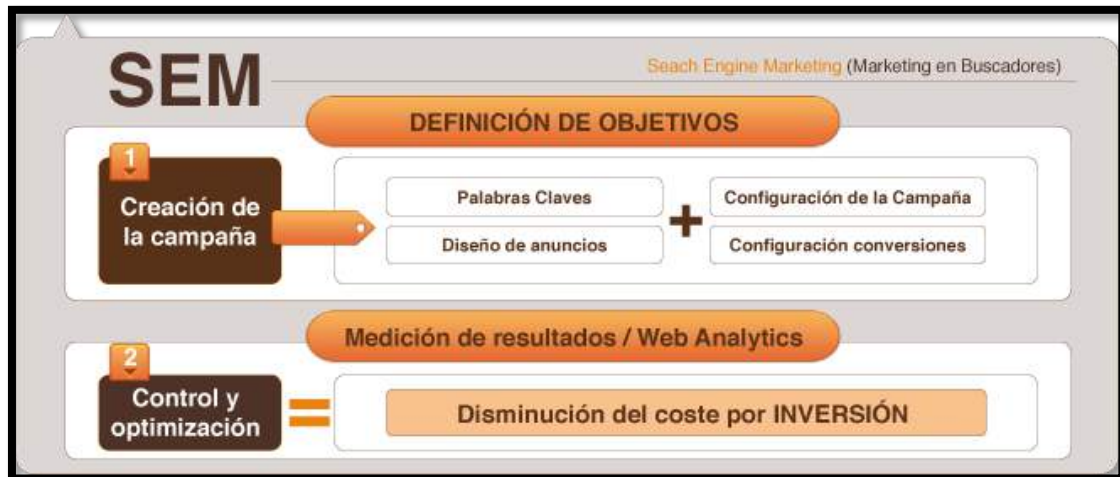 SEM
Seach Engine Marketing (Marketing en Buscadores)
DEFINICIÓN DE OBJETIVOS
1
Creación de
la campaña
Palabras Claves
Diseño de anuncios
+
Configuración de la Campaña
Configuración conversiones
Medición de resultados / Web Analytics
2
Control y
optimización
=
Disminución del coste por INVERSIÓN